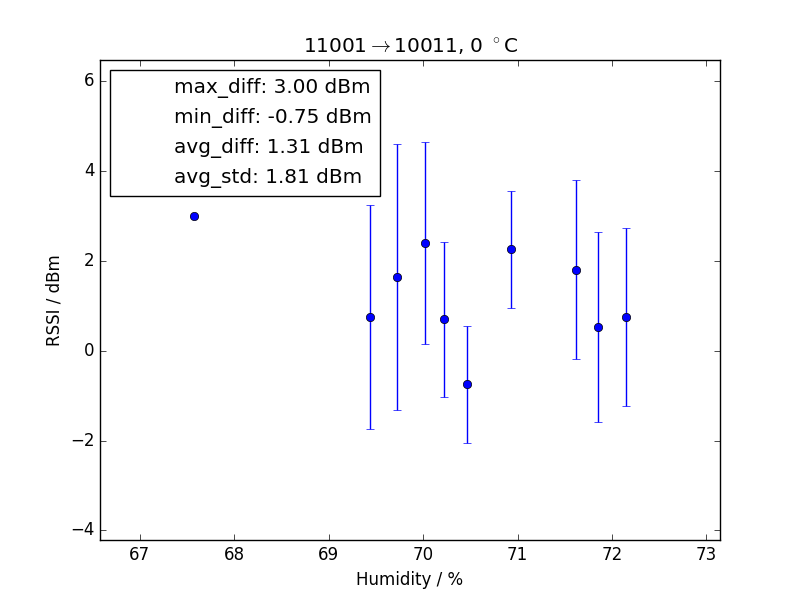 11001→10011, 0 °C
max_diff: 3.00 dBm
min_diff: -0.75 dBm
avg_diff: 1.31 dBm
avg_std: 1.81 dBm
6
4
2
0
−2
−4
RSSI / dBm
67 68 69 70 71 72 73
Humidity / %